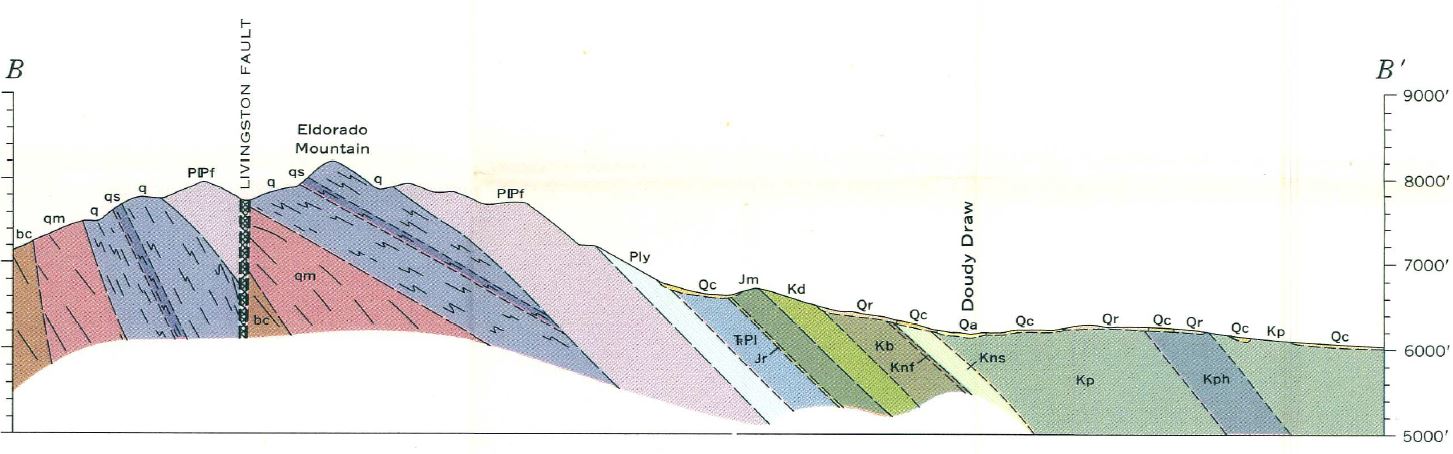 B
B'
LIVINGSTON FAULT
Eldorado
Mountain
Doudy Draw
9000'
8000'
7000'
6000'
5000'
bc
qm
q
qs
q
PIPf
q
qs
q
PIPf
Ply
Qc
Jm
Kd
Qr
Qc
Qa
Qc
Qr
Qc
Qr
Qc
Kp
Qc
bc
qm
TrPl
Jr
Kb
Knf
Kns
Kp
Kph